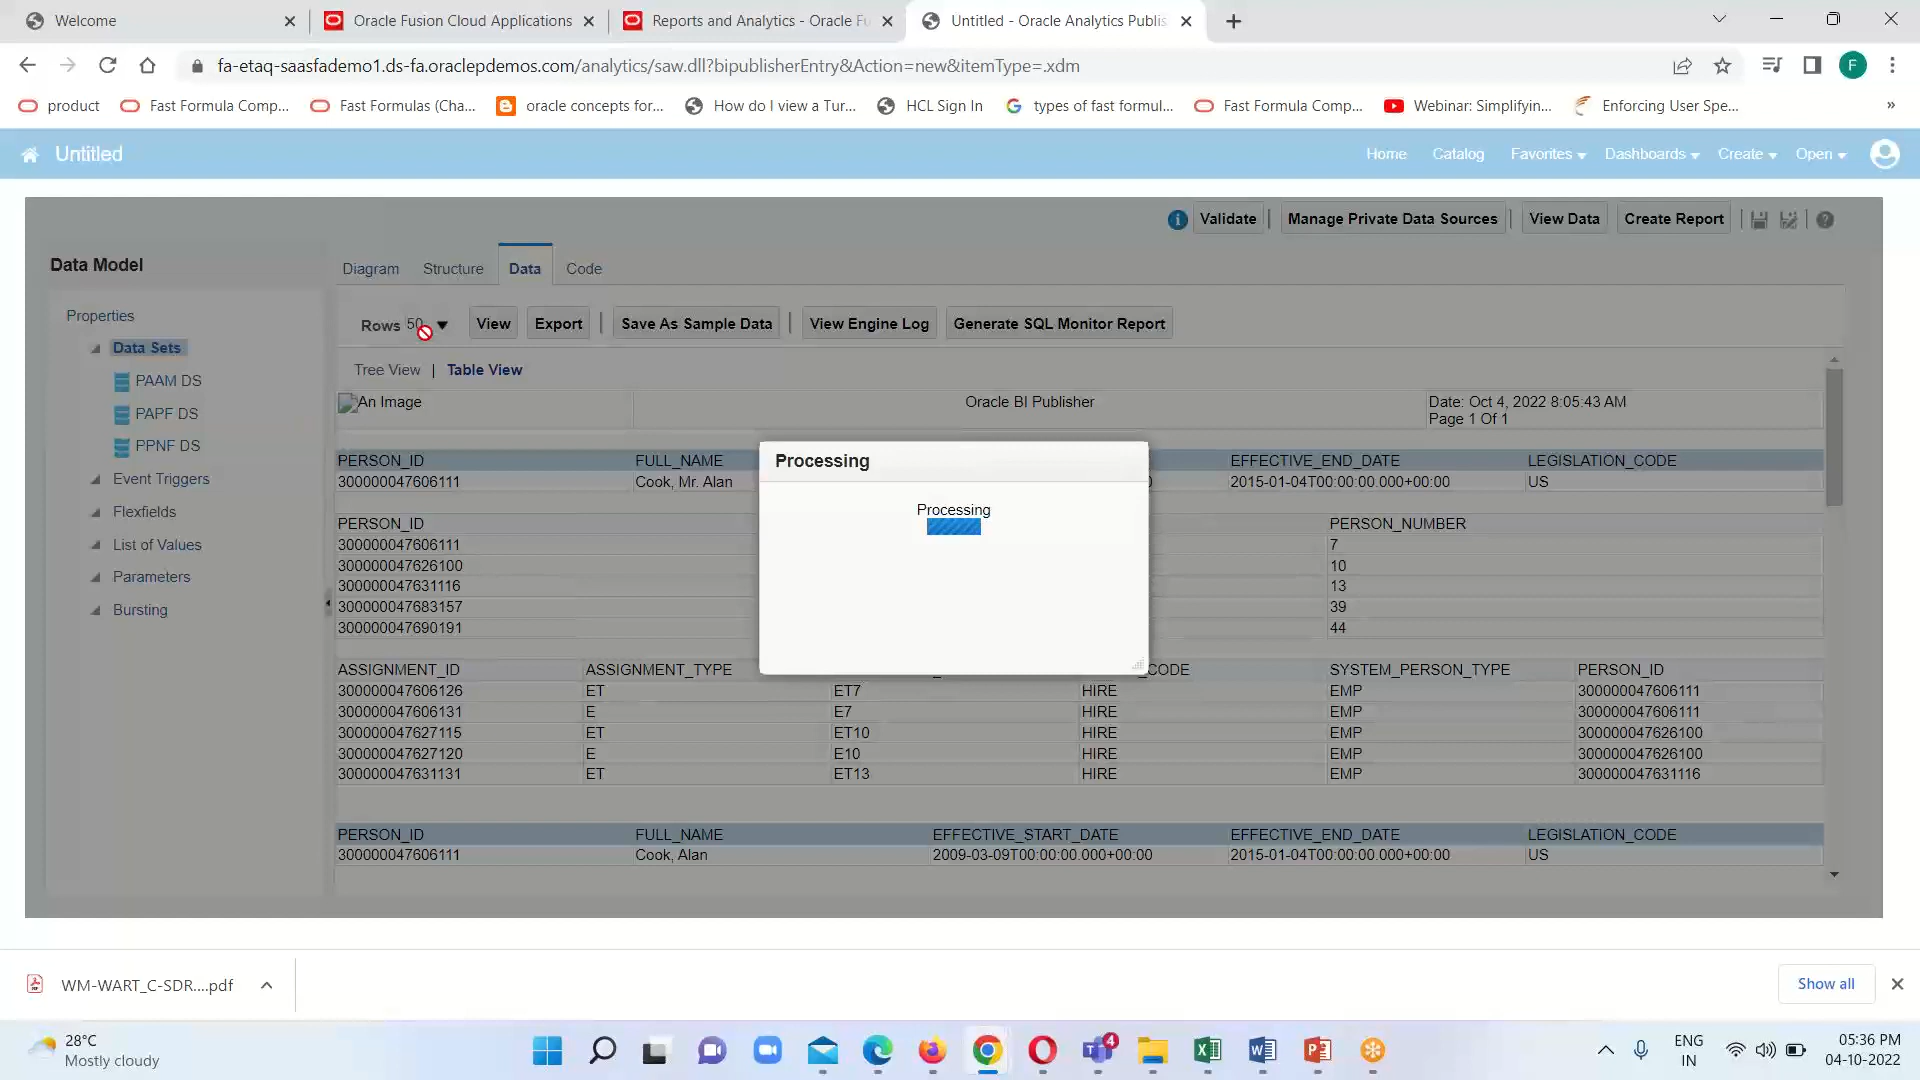 Welcome
Oracle Fusion Cloud Applications
Reports and Analytics - Oracle Fu
Untitled - Oracle Analytics Publis
fa-etaq-saasfademo1.ds-fa.oraclepdemos.com/analytics/saw.dll?bipublisherEntry&Action=new&itemType=.xdm
F
product
Fast Formula Comp...
Fast Formulas (Cha...
oracle concepts for...
How do I view a Tur...
HCL Sign In
types of fast formul...
Fast Formula Comp...
Webinar: Simplifyin...
Enforcing User Spe...
»
Untitled
Home Catalog Favorites Dashboards Create Open
Validate | Manage Private Data Sources | View Data Create Report
Data Model
Diagram Structure Data Code
Properties
Data Sets
PAAM DS
PAPF DS
PPNF DS
Event Triggers
Flexfields
List of Values
Parameters
Bursting
Rows 50 View Export | Save As Sample Data | View Engine Log Generate SQL Monitor Report
Tree View | Table View
An Image Oracle BI Publisher Date: Oct 4, 2022 8:05:43 AM
Page 1 Of 1
PERSON_ID FULL_NAME EFFECTIVE_END_DATE LEGISLATION_CODE
300000047606111 Cook, Mr. Alan 2015-01-04T00:00:00.000+00:00 US
PERSON_ID PERSON_NUMBER
300000047606111 7
300000047626100 10
300000047631116 13
300000047683157 39
300000047690191 44
Processing
Processing
ASSIGNMENT_ID ASSIGNMENT_TYPE _CODE SYSTEM_PERSON_TYPE PERSON_ID
300000047606126 ET ET7 HIRE EMP 300000047606111
300000047606131 E E7 HIRE EMP 300000047606111
300000047627115 ET ET10 HIRE EMP 300000047626100
300000047627120 E E10 HIRE EMP 300000047626100
300000047631131 ET ET13 HIRE EMP 300000047631116
PERSON_ID FULL_NAME EFFECTIVE_START_DATE EFFECTIVE_END_DATE LEGISLATION_CODE
300000047606111 Cook, Alan 2009-03-09T00:00:00.000+00:00 2015-01-04T00:00:00.000+00:00 US
WM-WART_C-SDR....pdf
Show all
28°C
Mostly cloudy
4
ENG
IN
05:36 PM
04-10-2022